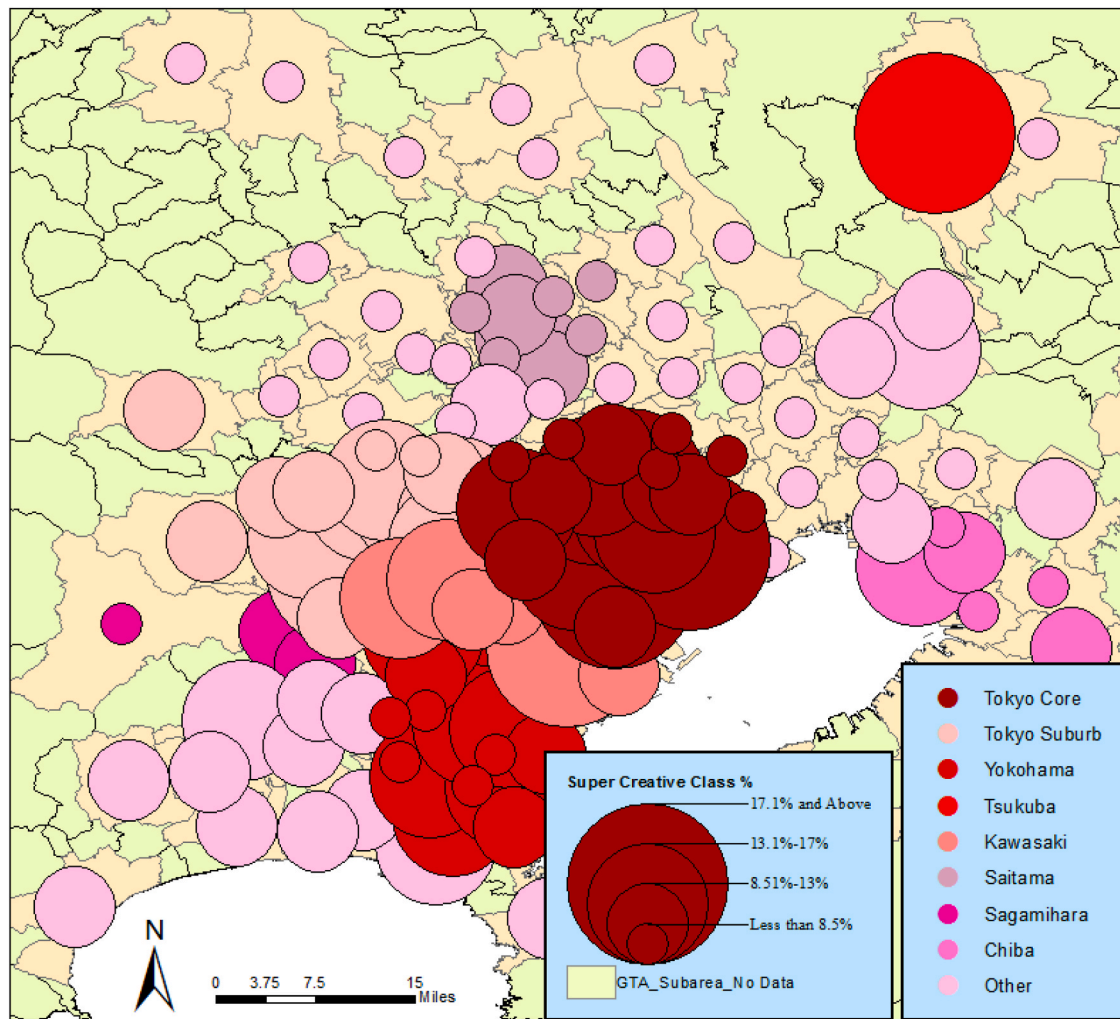 N
0 3.75 7.5 15
Miles
Super Creative Class %
17.1% and Above
13.1%-17%
8.51%-13%
Less than 8.5%
GTA_Subarea_No Data
Tokyo Core
Tokyo Suburb
Yokohama
Tsukuba
Kawasaki
Saitama
Sagamihara
Chiba
Other